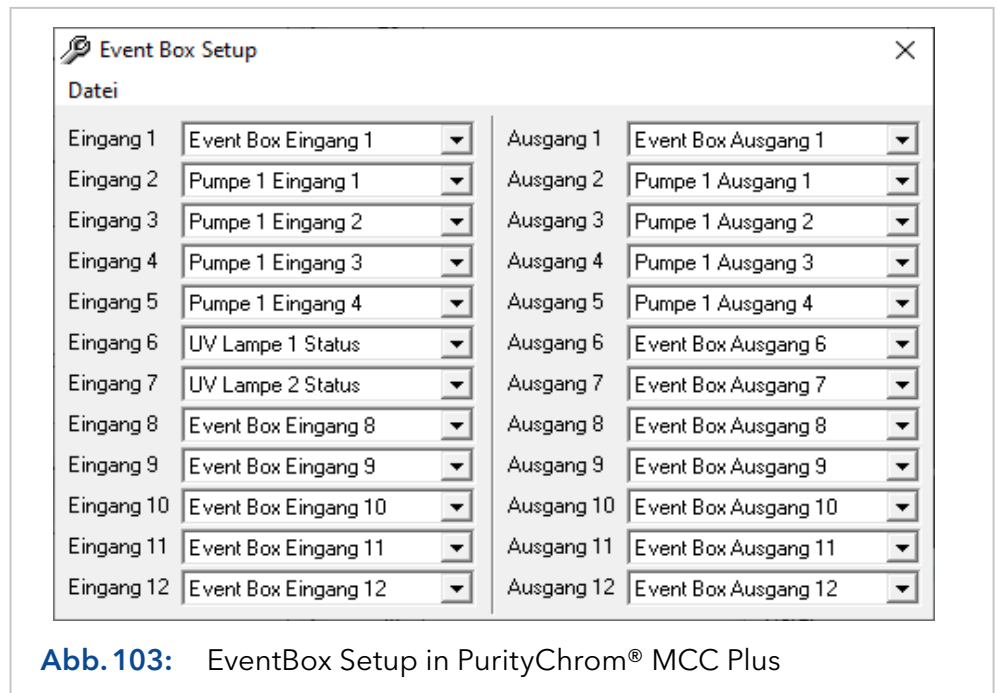 Event Box Setup
Datei
Eingang 1 Event Box Eingang 1 Ausgang 1 Event Box Ausgang 1
Eingang 2 Pumpe 1 Eingang 1 Ausgang 2 Pumpe 1 Ausgang 1
Eingang 3 Pumpe 1 Eingang 2 Ausgang 3 Pumpe 1 Ausgang 2
Eingang 4 Pumpe 1 Eingang 3 Ausgang 4 Pumpe 1 Ausgang 3
Eingang 5 Pumpe 1 Eingang 4 Ausgang 5 Pumpe 1 Ausgang 4
Eingang 6 UV Lampe 1 Status Ausgang 6 Event Box Ausgang 6
Eingang 7 UV Lampe 2 Status Ausgang 7 Event Box Ausgang 7
Eingang 8 Event Box Eingang 8 Ausgang 8 Event Box Ausgang 8
Eingang 9 Event Box Eingang 9 Ausgang 9 Event Box Ausgang 9
Eingang 10 Event Box Eingang 10 Ausgang 10 Event Box Ausgang 10
Eingang 11 Event Box Eingang 11 Ausgang 11 Event Box Ausgang 11
Eingang 12 Event Box Eingang 12 Ausgang 12 Event Box Ausgang 12
Abb. 103: EventBox Setup in PurityChrom® MCC Plus